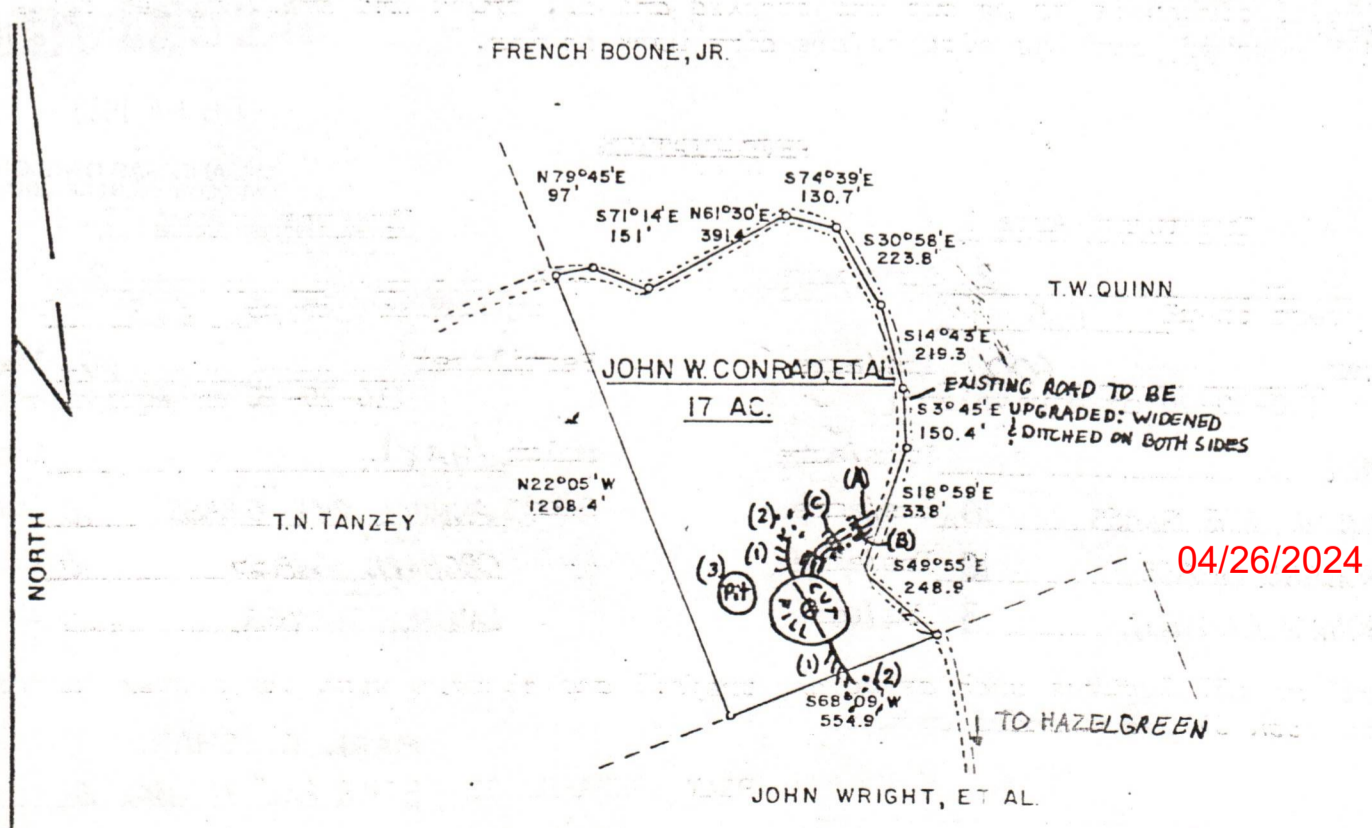 FRENCH BOONE, JR.
N79°45'E
97'
S71°14'E
151'
N61°30'E
391.4'
S74°39'E
130.7'
S30°58'E
223.8'
T.W. QUINN
S14°43'E
219.3
JOHN W. CONRAD, ET. AL
17 AC.
EXISTING ROAD TO BE
UPGRADED: WIDENED
& DITCHED ON BOTH SIDES
S3°45'E
150.4'
N22°05'W
1208.4'
T.N. TANZEY
NORTH
(A)
S18°59'E
338'
(C)
(2)
(B)
(1)
(3)
Pit
CUT
FILL
S49°55'E
248.9'
04/26/2024
(1)
(2)
S68°09'W
554.9'
TO HAZELGREEN
JOHN WRIGHT, ET AL.